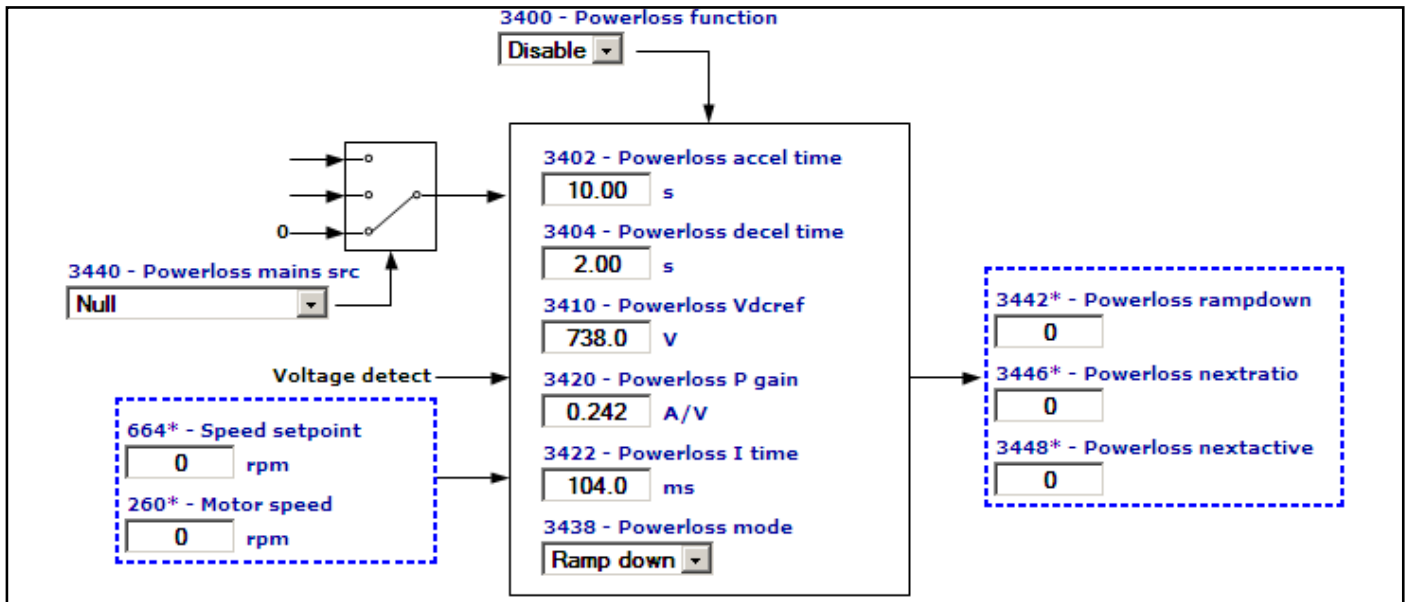 3400 - Powerloss function
Disable
3402 - Powerloss accel time
10.00 s
3404 - Powerloss decel time
2.00 s
0
3440 - Powerloss mains src
Null
3410 - Powerloss Vdcref
738.0 V
Voltage detect
3420 - Powerloss P gain
0.242 A/V
664* - Speed setpoint
0 rpm
3422 - Powerloss I time
104.0 ms
260* - Motor speed
0 rpm
3438 - Powerloss mode
Ramp down
3442* - Powerloss rampdown
0
3446* - Powerloss nextratio
0
3448* - Powerloss nextactive
0